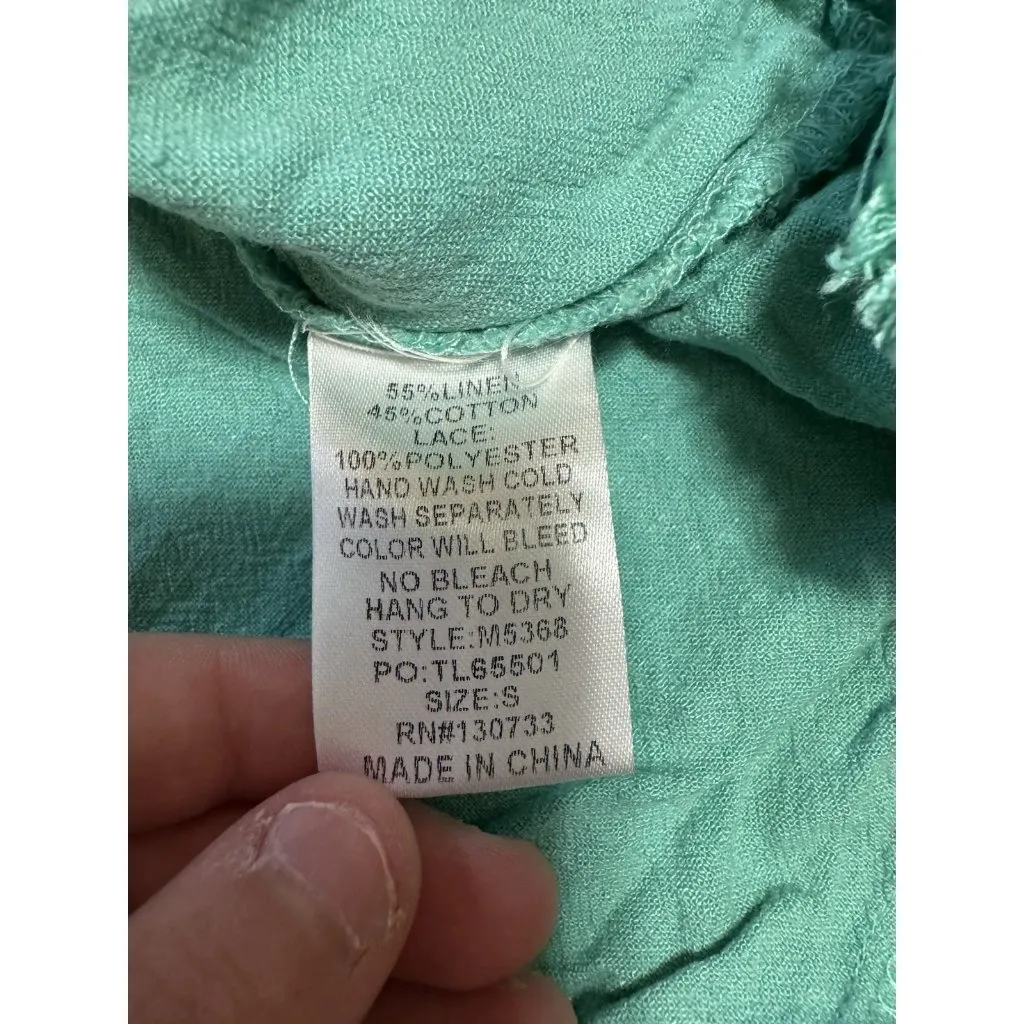 55%LINEN
45%COTTON
LACE:
100%POLYESTER
HAND WASH COLD
WASH SEPARATELY
COLOR WILL BLEED
NO BLEACH
HANG TO DRY
STYLE:M5368
PO:TL65501
SIZE:S
RN#130733
MADE IN CHINA